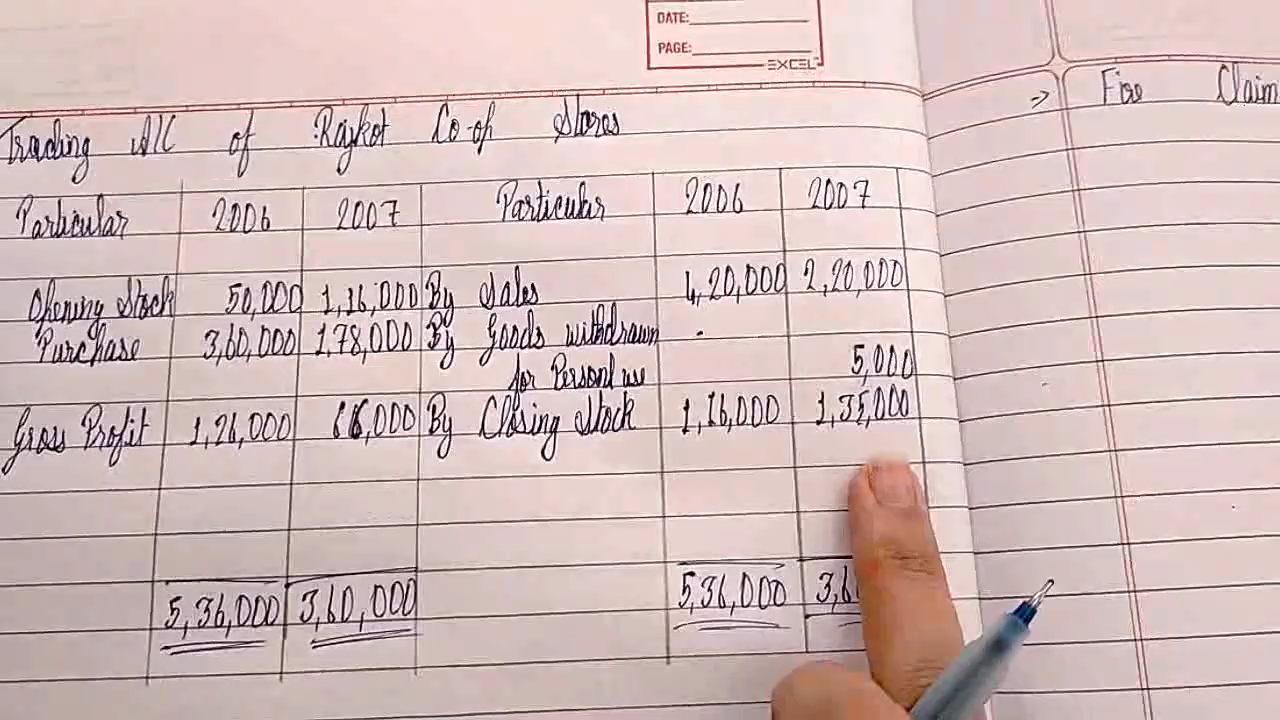 DATE:
PAGE:
EXCEL
=> Fire Claim
Trading A/C of Rajkot Co-op Stores
Particular 2006 2007 Particular 2006 2007
Opening Stock 50,000 1,16,000 By Sales 4,20,000 2,20,000
Purchase 3,60,000 1,78,000 By Goods withdrawn -
for Personl use 5,000
Gross Profit 1,26,000 66,000 By Closing Stock 1,16,000 1,35,000
5,36,000 3,60,000 5,36,000 3,6